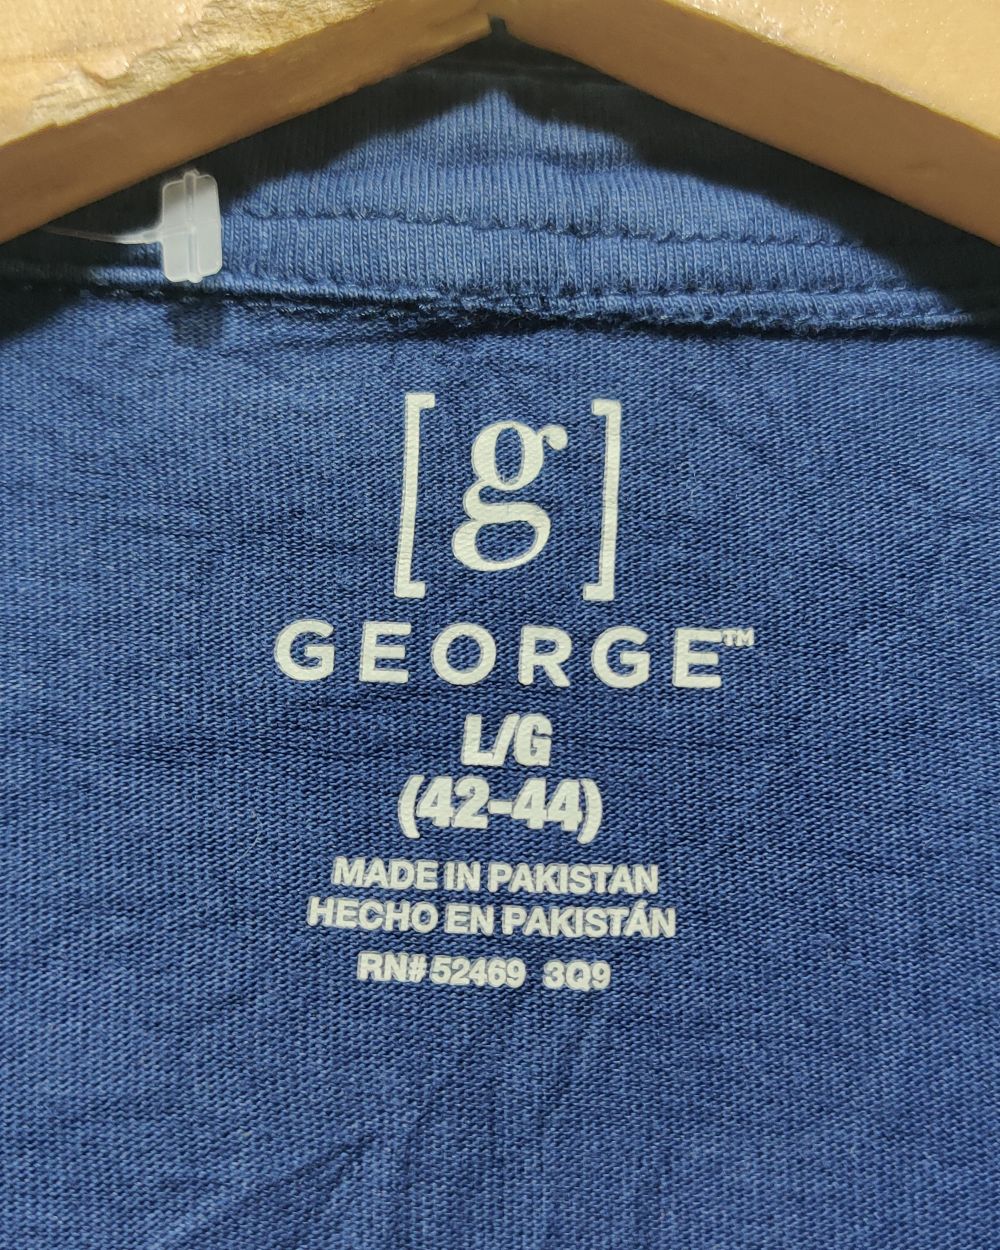 [g]
GEORGE™
L/G
(42-44)
MADE IN PAKISTAN
HECHO EN PAKISTÁN
RN# 52469 3Q9